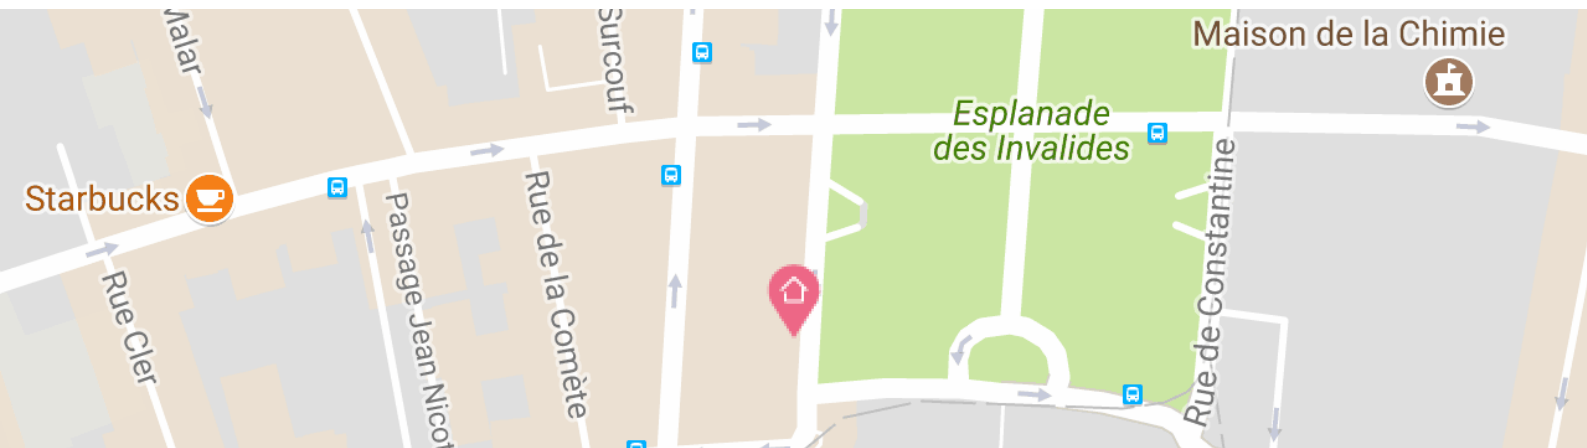 Malar
Surcouf
Maison de la Chimie
Esplanade
des Invalides
Starbucks
Rue Cler
Passage Jean Nicot
Rue de la Comète
Rue de Constantine